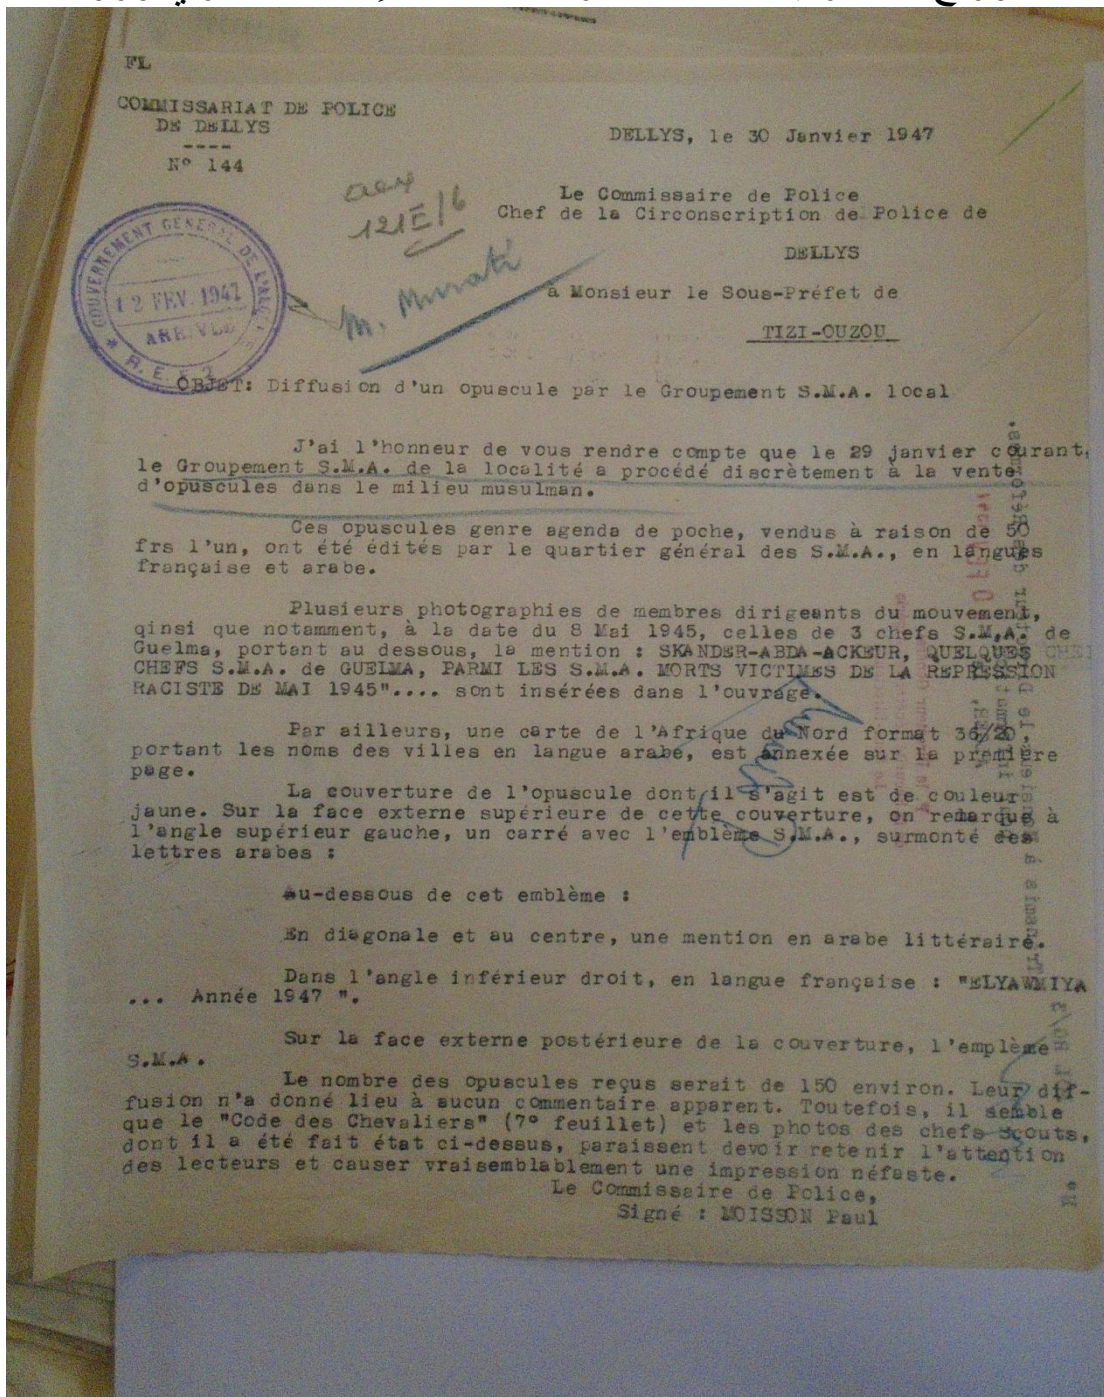 FL
COMMISSARIAT DE POLICE
DE DELLYS
----
N° 144
DELLYS, le 30 Janvier 1947
121E/6
Le Commissaire de Police
Chef de la Circonscription de Police de
DELLYS
M. Murati
à Monsieur le Sous-Préfet de
TIZI-OUZOU
GOUVERNEMENT GENERAL DE L'ALGERIE
12 FEV. 1947
ARRIVEE
OBJET: Diffusion d'un opuscule par le Groupement S.M.A. local
J'ai l'honneur de vous rendre compte que le 29 janvier courant,
le Groupement S.M.A. de la localité a procédé discrètement à la vente
d'opuscules dans le milieu musulman.
Ces opuscules genre agenda de poche, vendus à raison de 50
frs l'un, ont été édités par le quartier général des S.M.A., en langues
française et arabe.
Plusieurs photographies de membres dirigeants du mouvement,
qinsi que notamment, à la date du 8 Mai 1945, celles de 3 chefs S.M.A. de
Guelma, portant au dessous, la mention : SKANDER-ABDA-ACKEUR, QUELQUES CHE
CHEFS S.M.A. de GUELMA, PARMI LES S.M.A. MORTS VICTIMES DE LA REPRESSION
RACISTE DE MAI 1945".... sont insérées dans l'ouvrage.
Par ailleurs, une carte de l'Afrique du Nord format 36/20,
portant les noms des villes en langue arabe, est annexée sur la première
page.
La couverture de l'opuscule dont il s'agit est de couleur
jaune. Sur la face externe supérieure de cette couverture, on remarque à
l'angle supérieur gauche, un carré avec l'emblème S.M.A., surmonté des
lettres arabes :
au-dessous de cet emblème :
En diagonale et au centre, une mention en arabe littéraire.
Dans l'angle inférieur droit, en langue française : "ELYAWMIYA
... Année 1947 ".
Sur la face externe postérieure de la couverture, l'emplème
S.M.A.
Le nombre des opuscules reçus serait de 150 environ. Leur dif-
fusion n'a donné lieu à aucun commentaire apparent. Toutefois, il semble
que le "Code des Chevaliers" (7° feuillet) et les photos des chefs scouts,
dont il a été fait état ci-dessus, paraissent devoir retenir l'attention
des lecteurs et causer vraisemblablement une impression néfaste.
Le Commissaire de Police,
Signé : MOISSON Paul